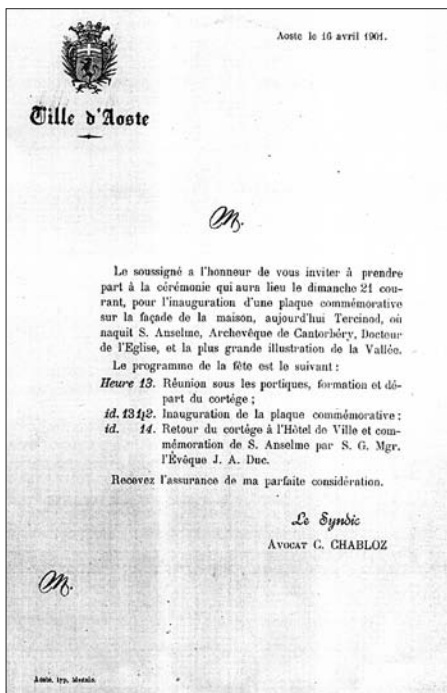 Aoste le 16 avril 1901.
Ville d'Aoste
M.
Le soussigné a l'honneur de vous inviter à prendre
part à la cérémonie qui aura lieu le dimanche 21 cou-
rant, pour l'inauguration d'une plaque commémorative
sur la façade de la maison, aujourd'hui Tercinod, où
naquit S. Anselme, Archevêque de Cantorbéry, Docteur
de l'Eglise, et la plus grande illustration de la Vallée.
Le programme de la fête est le suivant :
Heure 13. Réunion sous les portiques, formation et dé-
part du cortége ;
id. 13 1/2. Inauguration de la plaque commémorative ;
id. 14. Retour du cortége à l'Hôtel de Ville et com-
mémoration de S. Anselme par S. G. Mgr.
l'Évêque J. A. Duc.
Recevez l'assurance de ma parfaite considération.
Le Syndic
AVOCAT C. CHABLOZ
M.
Aoste, typ.